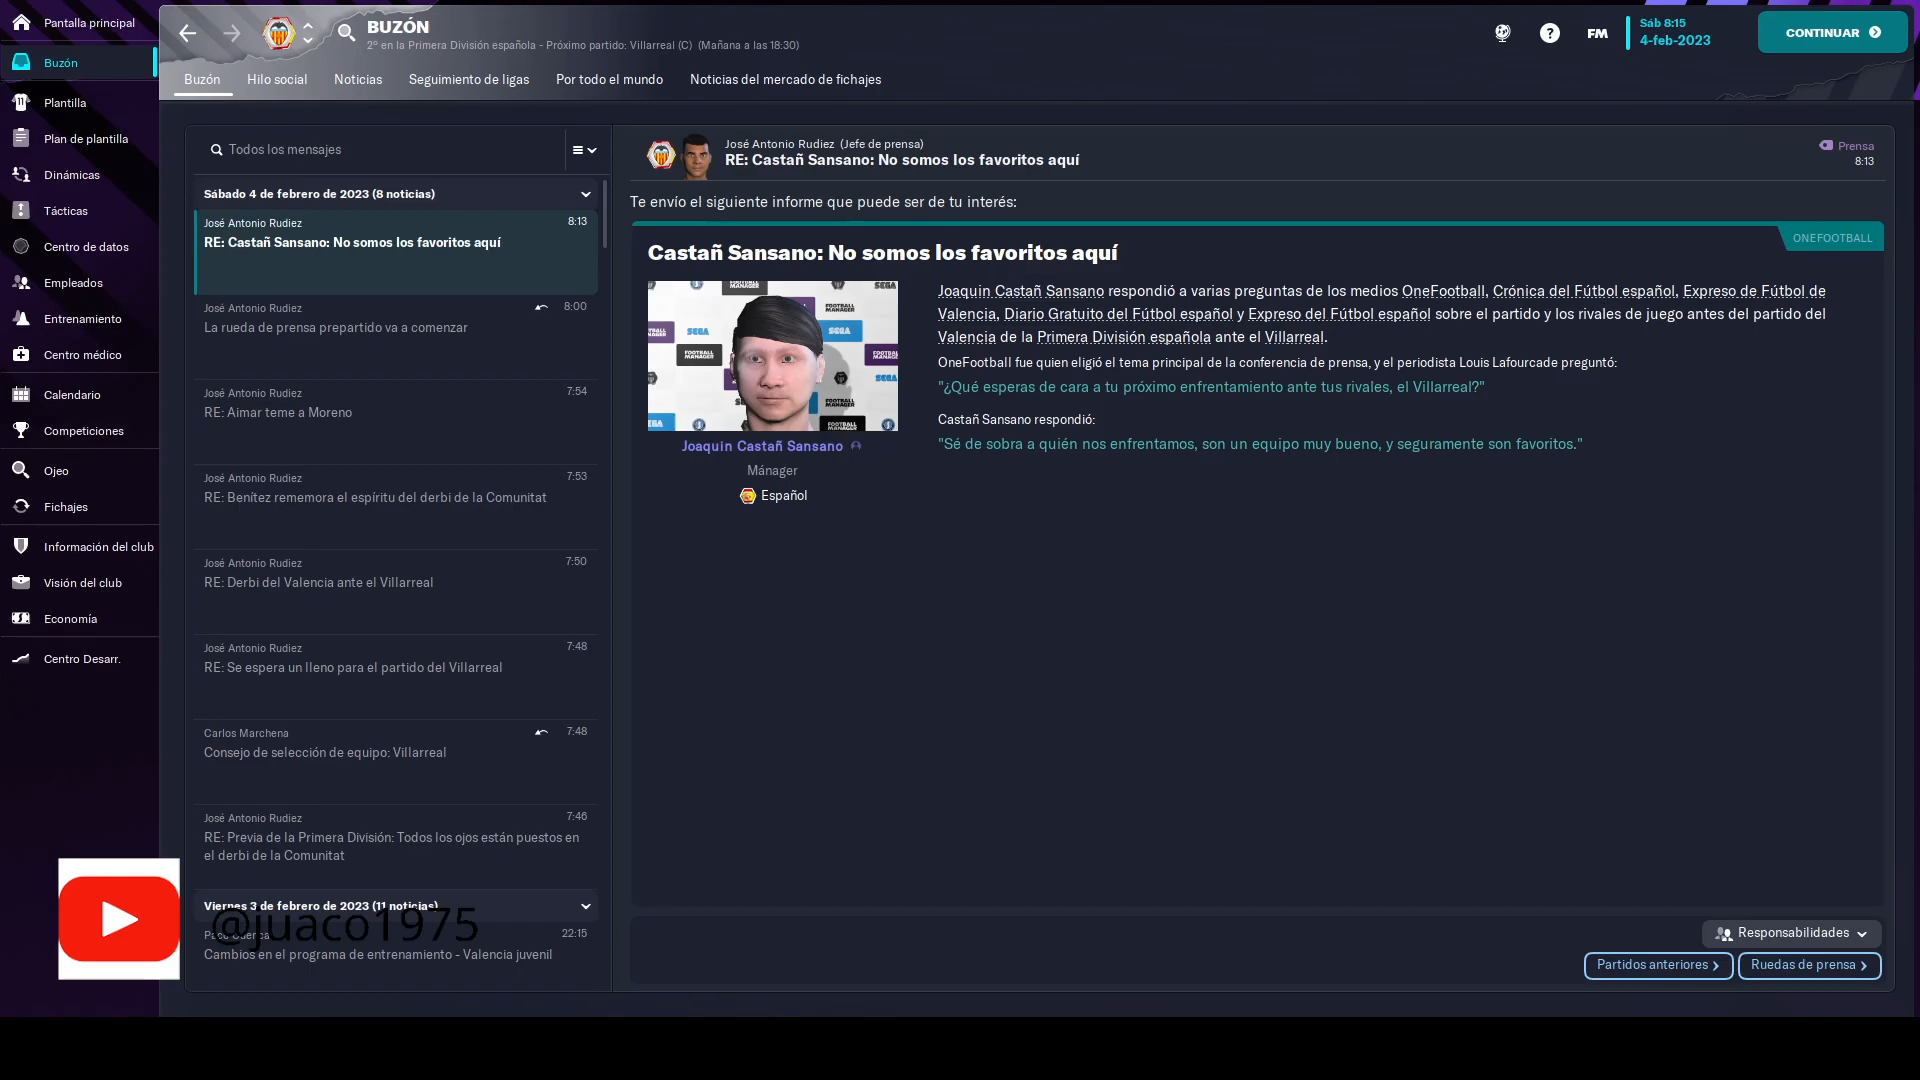 Pantalla principal
Buzón
Plantilla
Plan de plantilla
Dinámicas
Tácticas
Centro de datos
Empleados
Entrenamiento
Centro médico
Calendario
Competiciones
Ojeo
Fichajes
Información del club
Visión del club
Economía
Centro Desarr.
BUZÓN
2º en la Primera División española - Próximo partido: Villarreal (C) (Mañana a las 18:30)
FM
Sáb 8:15
4-feb-2023
CONTINUAR
Buzón Hilo social Noticias Seguimiento de ligas Por todo el mundo Noticias del mercado de fichajes
Todos los mensajes
Sábado 4 de febrero de 2023 (8 noticias)
José Antonio Rudiez 8:13
RE: Castañ Sansano: No somos los favoritos aquí
José Antonio Rudiez 8:00
La rueda de prensa prepartido va a comenzar
José Antonio Rudiez 7:54
RE: Aimar teme a Moreno
José Antonio Rudiez 7:53
RE: Benítez rememora el espíritu del derbi de la Comunitat
José Antonio Rudiez 7:50
RE: Derbi del Valencia ante el Villarreal
José Antonio Rudiez 7:48
RE: Se espera un lleno para el partido del Villarreal
Carlos Marchena 7:48
Consejo de selección de equipo: Villarreal
José Antonio Rudiez 7:46
RE: Previa de la Primera División: Todos los ojos están puestos en
el derbi de la Comunitat
Viernes 3 de febrero de 2023 (11 noticias)
@juaco1975
Paco Cuenca 22:15
Cambios en el programa de entrenamiento - Valencia juvenil
José Antonio Rudiez (Jefe de prensa)
RE: Castañ Sansano: No somos los favoritos aquí
Prensa
8:13
Te envío el siguiente informe que puede ser de tu interés:
ONEFOOTBALL
Castañ Sansano: No somos los favoritos aquí
SEGA
FOOTBALL MANAGER
Joaquin Castañ Sansano
Mánager
Español
Joaquin Castañ Sansano respondió a varias preguntas de los medios OneFootball, Crónica del Fútbol español, Expreso de Fútbol de
Valencia, Diario Gratuito del Fútbol español y Expreso del Fútbol español sobre el partido y los rivales de juego antes del partido del
Valencia de la Primera División española ante el Villarreal.
OneFootball fue quien eligió el tema principal de la conferencia de prensa, y el periodista Louis Lafourcade preguntó:
"¿Qué esperas de cara a tu próximo enfrentamiento ante tus rivales, el Villarreal?"
Castañ Sansano respondió:
"Sé de sobra a quién nos enfrentamos, son un equipo muy bueno, y seguramente son favoritos."
Responsabilidades
Partidos anteriores
Ruedas de prensa